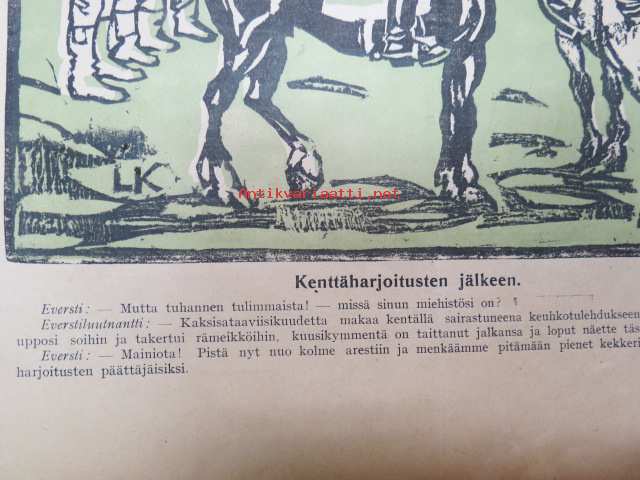 LK
Antikvariaatti.net
Kenttäharjoitusten jälkeen.
Eversti: — Mutta tuhannen tulimmaista! — missä sinun miehistösi on?
Everstiluutnantti: — Kaksisataaviisikuudetta makaa kentällä sairastuneena keuhkotulehdukseen
upposi soihin ja takertui rämeikköihin, kuusikymmentä on taittanut jalkansa ja loput näette täs
Eversti: — Mainiota! Pistä nyt nuo kolme arestiin ja menkäämme pitämään pienet kekkeri
harjoitusten päättäjäisiksi.